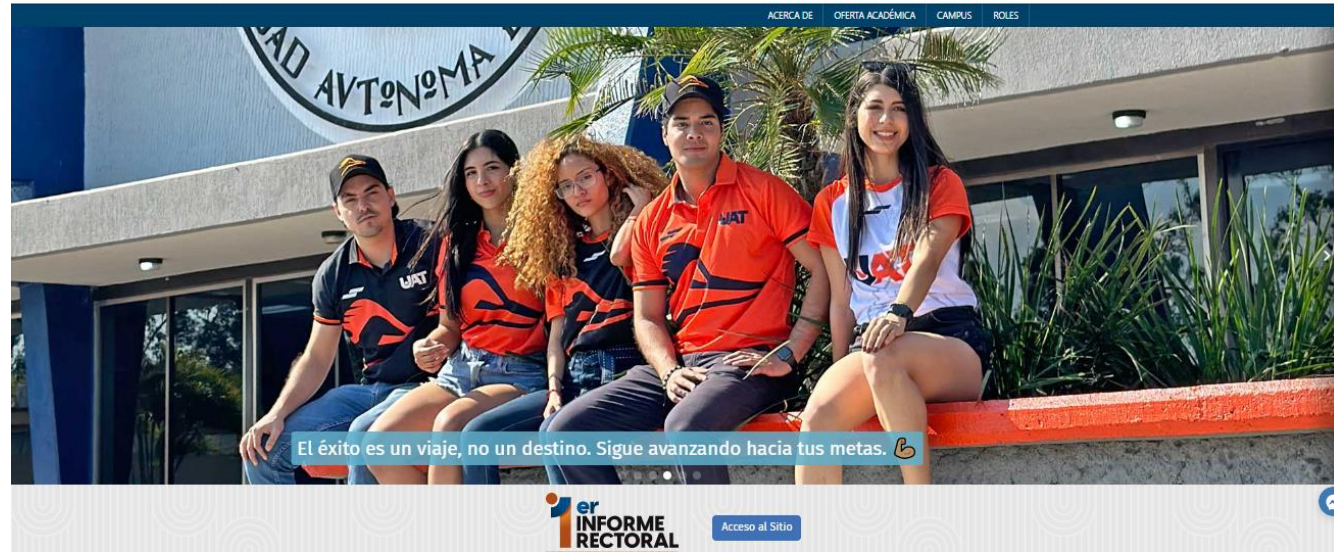 ACERCA DE OFERTA ACADÉMICA CAMPUS ROLES
AVTONOMA
UAT
UAT
UAT
El éxito es un viaje, no un destino. Sigue avanzando hacia tus metas. 💪
1er
INFORME
RECTORAL
Acceso al Sitio